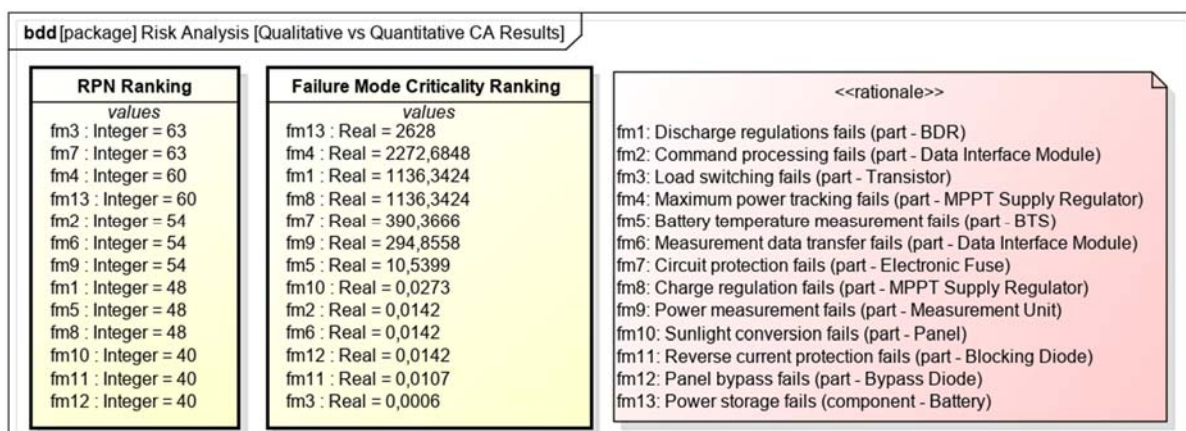 bdd [package] Risk Analysis [Qualitative vs Quantitative CA Results]
RPN Ranking
values
fm3 : Integer = 63
fm7 : Integer = 63
fm4 : Integer = 60
fm13 : Integer = 60
fm2 : Integer = 54
fm6 : Integer = 54
fm9 : Integer = 54
fm1 : Integer = 48
fm5 : Integer = 48
fm8 : Integer = 48
fm10 : Integer = 40
fm11 : Integer = 40
fm12 : Integer = 40
Failure Mode Criticality Ranking
values
fm13 : Real = 2628
fm4 : Real = 2272,6848
fm1 : Real = 1136,3424
fm8 : Real = 1136,3424
fm7 : Real = 390,3666
fm9 : Real = 294,8558
fm5 : Real = 10,5399
fm10 : Real = 0,0273
fm2 : Real = 0,0142
fm6 : Real = 0,0142
fm12 : Real = 0,0142
fm11 : Real = 0,0107
fm3 : Real = 0,0006
<<rationale>>
fm1: Discharge regulations fails (part - BDR)
fm2: Command processing fails (part - Data Interface Module)
fm3: Load switching fails (part - Transistor)
fm4: Maximum power tracking fails (part - MPPT Supply Regulator)
fm5: Battery temperature measurement fails (part - BTS)
fm6: Measurement data transfer fails (part - Data Interface Module)
fm7: Circuit protection fails (part - Electronic Fuse)
fm8: Charge regulation fails (part - MPPT Supply Regulator)
fm9: Power measurement fails (part - Measurement Unit)
fm10: Sunlight conversion fails (part - Panel)
fm11: Reverse current protection fails (part - Blocking Diode)
fm12: Panel bypass fails (part - Bypass Diode)
fm13: Power storage fails (component - Battery)